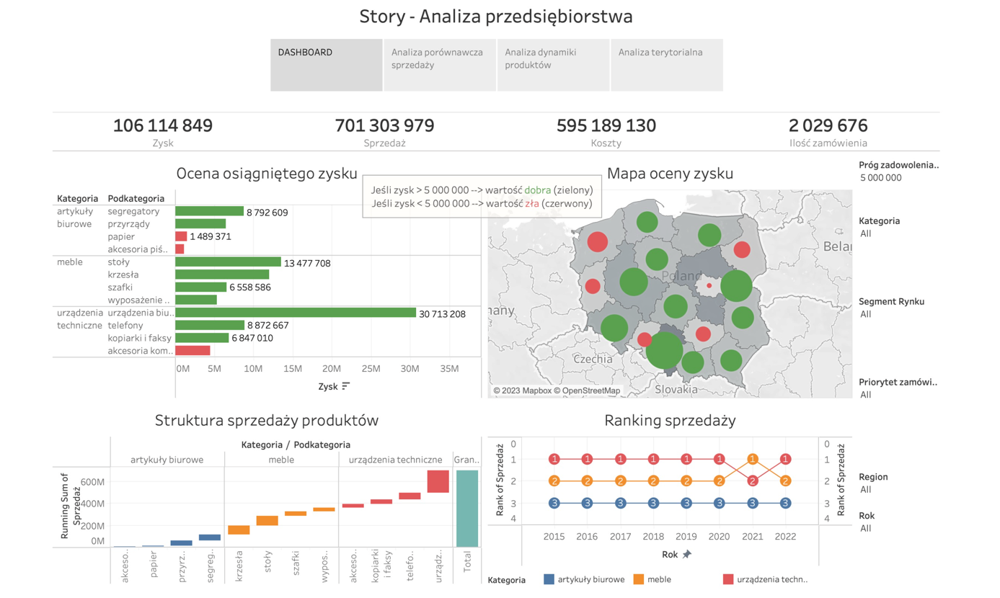 Story - Analiza przedsiębiorstwa
DASHBOARD
Analiza porównawcza
sprzedaży
Analiza dynamiki
produktów
Analiza terytorialna
106 114 849
Zysk
701 303 979
Sprzedaż
595 189 130
Koszty
2 029 676
Ilość zamówienia
Ocena osiągniętego zysku
Jeśli zysk > 5 000 000 --> wartość dobra (zielony)
Jeśli zysk < 5 000 000 --> wartość zła (czerwony)
Kategoria Podkategoria
artykuły
biurowe
segregatory
8 792 609
przyrządy
papier
1 489 371
akcesoria piś..
meble
stoły
13 477 708
krzesła
szafki
6 558 586
wyposażenie ..
urządzenia
techniczne
urządzenia biu..
30 713 208
telefony
8 872 667
kopiarki i faksy
6 847 010
akcesoria kom..
0M 5M 10M 15M 20M 25M 30M 35M
Zysk
Mapa oceny zysku
Poland
Belar
many
Czechia
Slovakia
© 2023 Mapbox © OpenStreetMap
Próg zadowolenia..
5 000 000
Kategoria
All
Segment Rynku
All
Priorytet zamówi..
All
Region
All
Rok
All
Struktura sprzedaży produktów
Kategoria / Podkategoria
artykuły biurowe meble urządzenia techniczne Gran..
Running Sum of
Sprzedaż
600M
400M
200M
0M
akceso..
papier
przyrz..
segreg..
krzesła
stoły
szafki
wypos..
akceso..
kopiarki
i faksy
telefo..
urządz..
Total
Ranking sprzedaży
Rank of Sprzedaż
0
1
2
3
4
1 1 1 1 1 1 1 1
2 2 2 2 2 2 2 2
3 3 3 3 3 3 3 3
0
1
2
3
4
Rank of Sprzedaż
2015 2016 2017 2018 2019 2020 2021 2022
Rok
Kategoria
artykuły biurowe
meble
urządzenia techn..